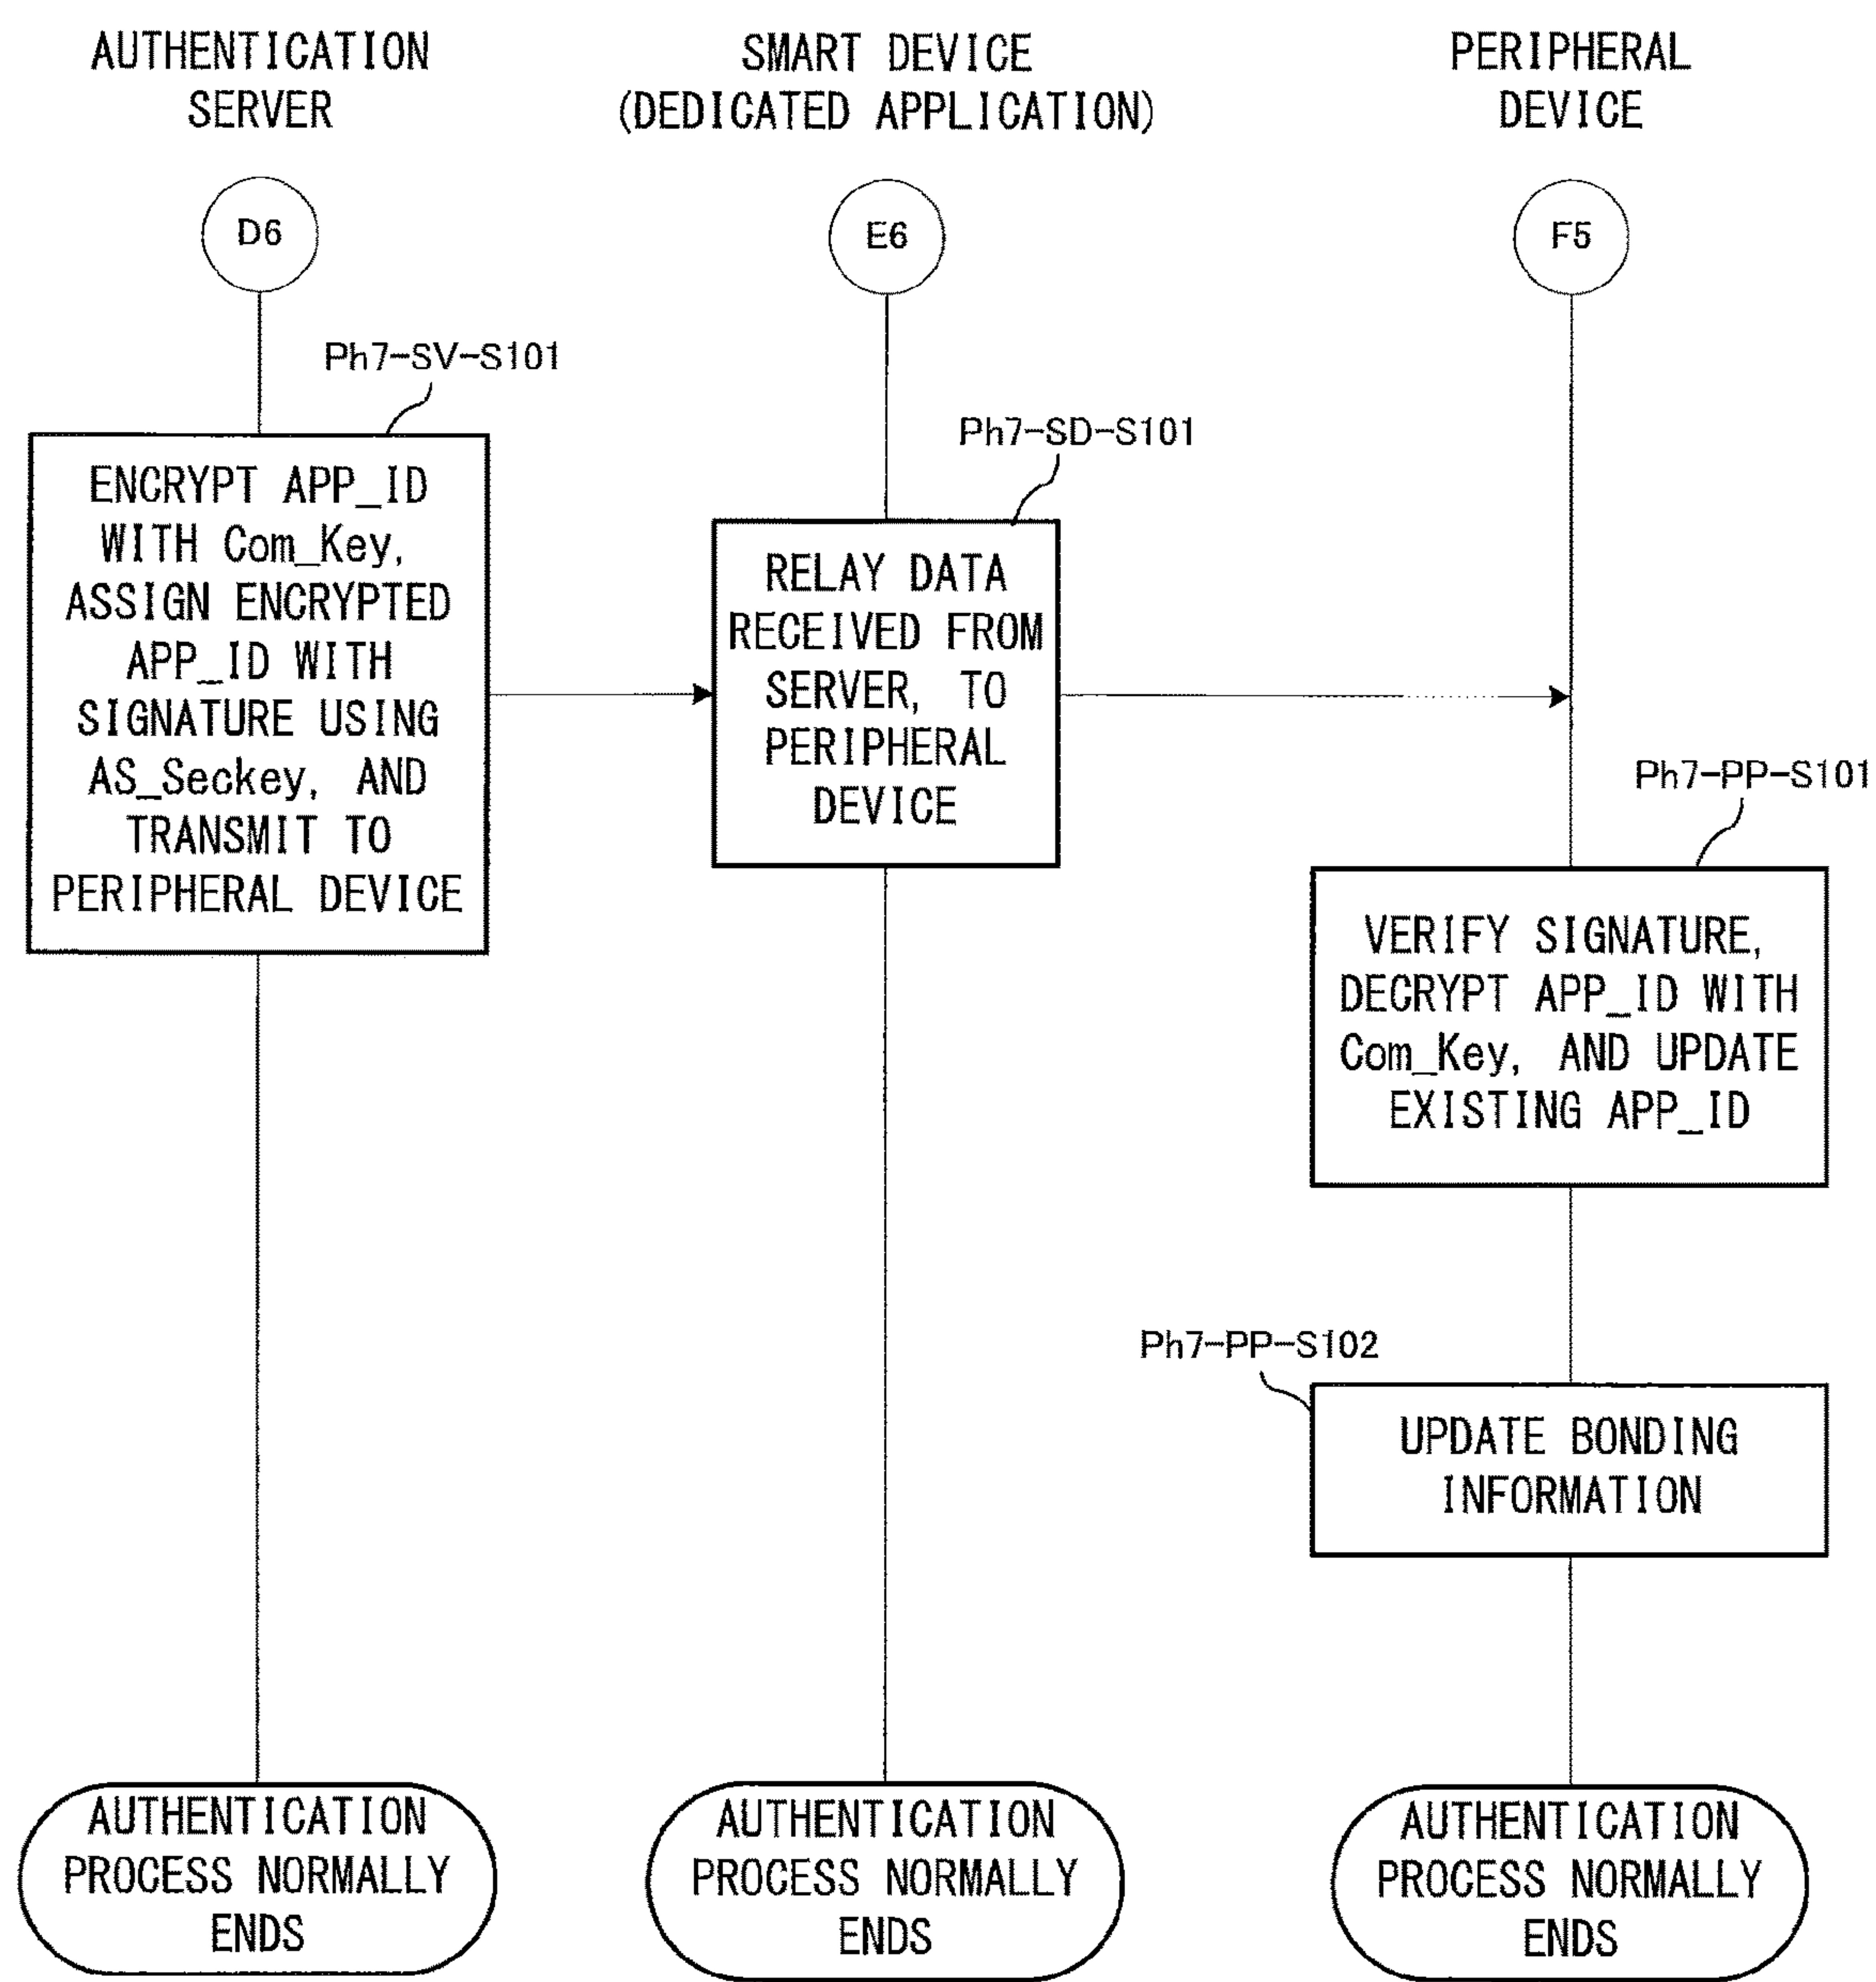 AUTHENTICATION
SERVER
SMART DEVICE
(DEDICATED APPLICATION)
PERIPHERAL
DEVICE
D6
E6
F5
Ph7-SV-S101
ENCRYPT APP_ID
WITH Com_Key,
ASSIGN ENCRYPTED
APP_ID WITH
SIGNATURE USING
AS_Seckey, AND
TRANSMIT TO
PERIPHERAL DEVICE
Ph7-SD-S101
RELAY DATA
RECEIVED FROM
SERVER, TO
PERIPHERAL
DEVICE
Ph7-PP-S101
VERIFY SIGNATURE,
DECRYPT APP_ID WITH
Com_Key, AND UPDATE
EXISTING APP_ID
Ph7-PP-S102
UPDATE BONDING
INFORMATION
AUTHENTICATION
PROCESS NORMALLY
ENDS
AUTHENTICATION
PROCESS NORMALLY
ENDS
AUTHENTICATION
PROCESS NORMALLY
ENDS